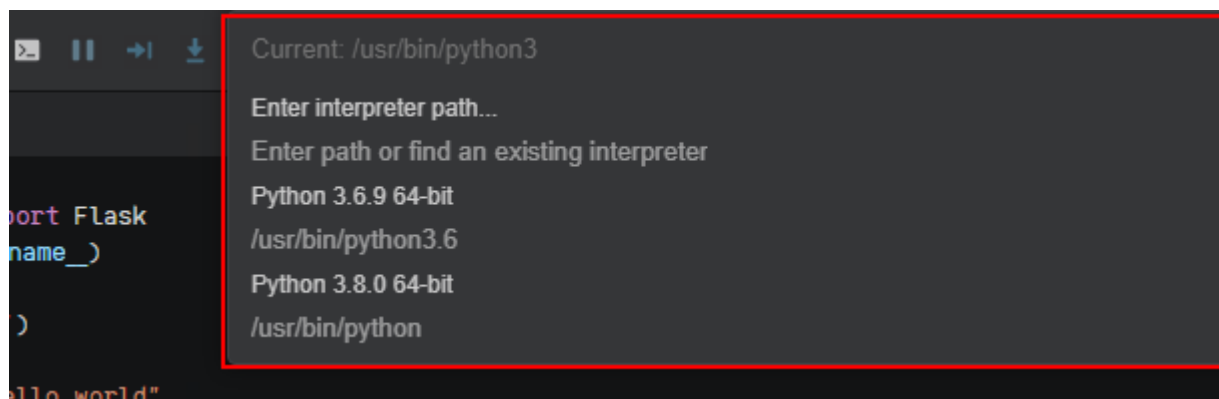 Current: /usr/bin/python3
Enter interpreter path...
Enter path or find an existing interpreter
Python 3.6.9 64-bit
/usr/bin/python3.6
Python 3.8.0 64-bit
/usr/bin/python
port Flask
name_)
)
ello world"